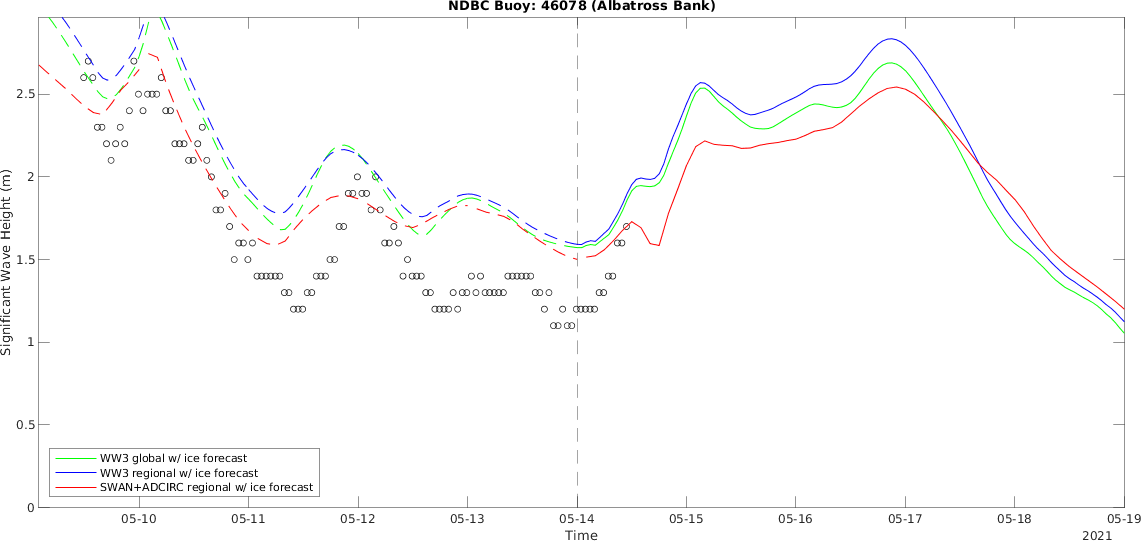 NDBC Buoy: 46078 (Albatross Bank)
Significant Wave Height (m)
2.5
2
1.5
1
0.5
0
WW3 global w/ ice forecast
WW3 regional w/ ice forecast
SWAN+ADCIRC regional w/ ice forecast
05-10 05-11 05-12 05-13 05-14 05-15 05-16 05-17 05-18 05-19
Time
2021